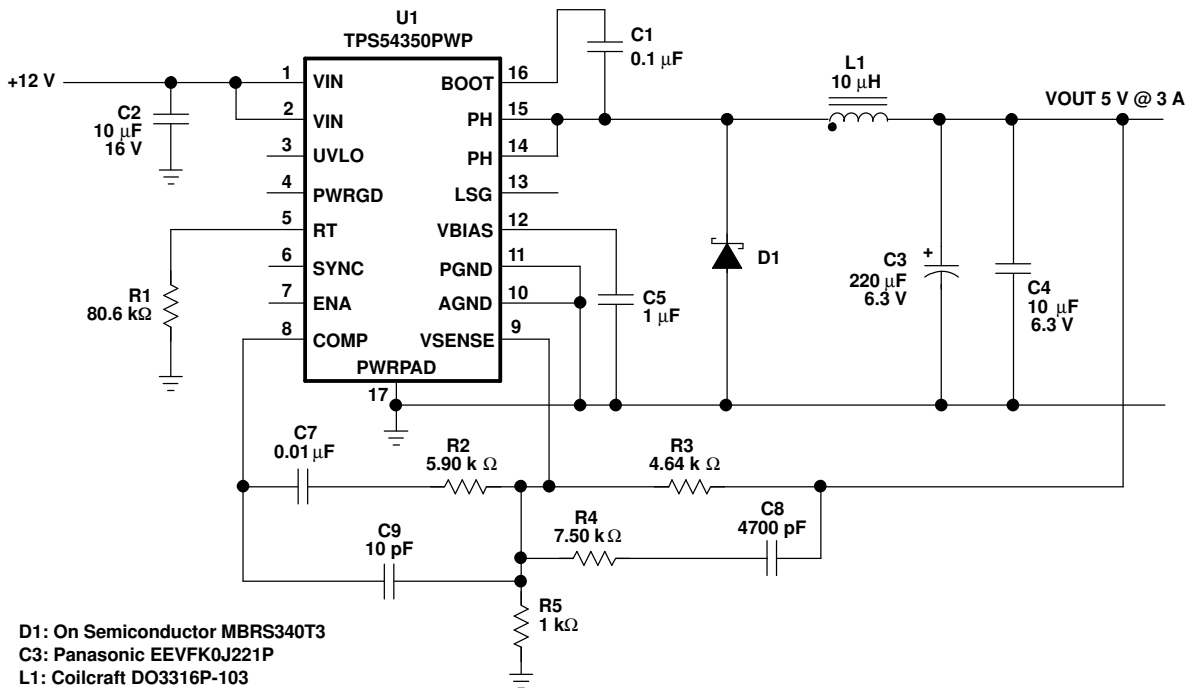 U1
TPS54350PWP
+12 V
C2
10 µF
16 V
1
VIN
2
VIN
3
UVLO
4
PWRGD
5
RT
6
SYNC
7
ENA
8
COMP
BOOT
16
PH
15
PH
14
LSG
13
VBIAS
12
PGND
11
AGND
10
VSENSE
9
PWRPAD
17
R1
80.6 kΩ
C1
0.1 µF
L1
10 µH
VOUT 5 V @ 3 A
D1
C5
1 µF
+
C3
220 µF
6.3 V
C4
10 µF
6.3 V
C7
0.01 µF
R2
5.90 k Ω
R3
4.64 k Ω
C9
10 pF
R4
7.50 k Ω
C8
4700 pF
R5
1 kΩ
D1: On Semiconductor MBRS340T3
C3: Panasonic EEVFK0J221P
L1: Coilcraft DO3316P-103